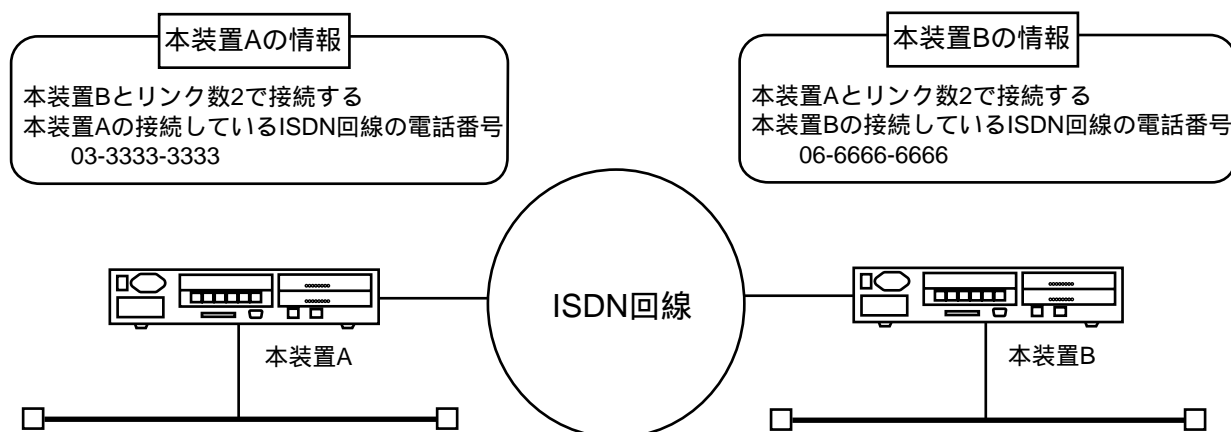 本装置Aの情報
本装置Bとリンク数2で接続する
本装置Aの接続しているISDN回線の電話番号
03-3333-3333
本装置Bの情報
本装置Aとリンク数2で接続する
本装置Bの接続しているISDN回線の電話番号
06-6666-6666
ISDN回線
本装置A
本装置B